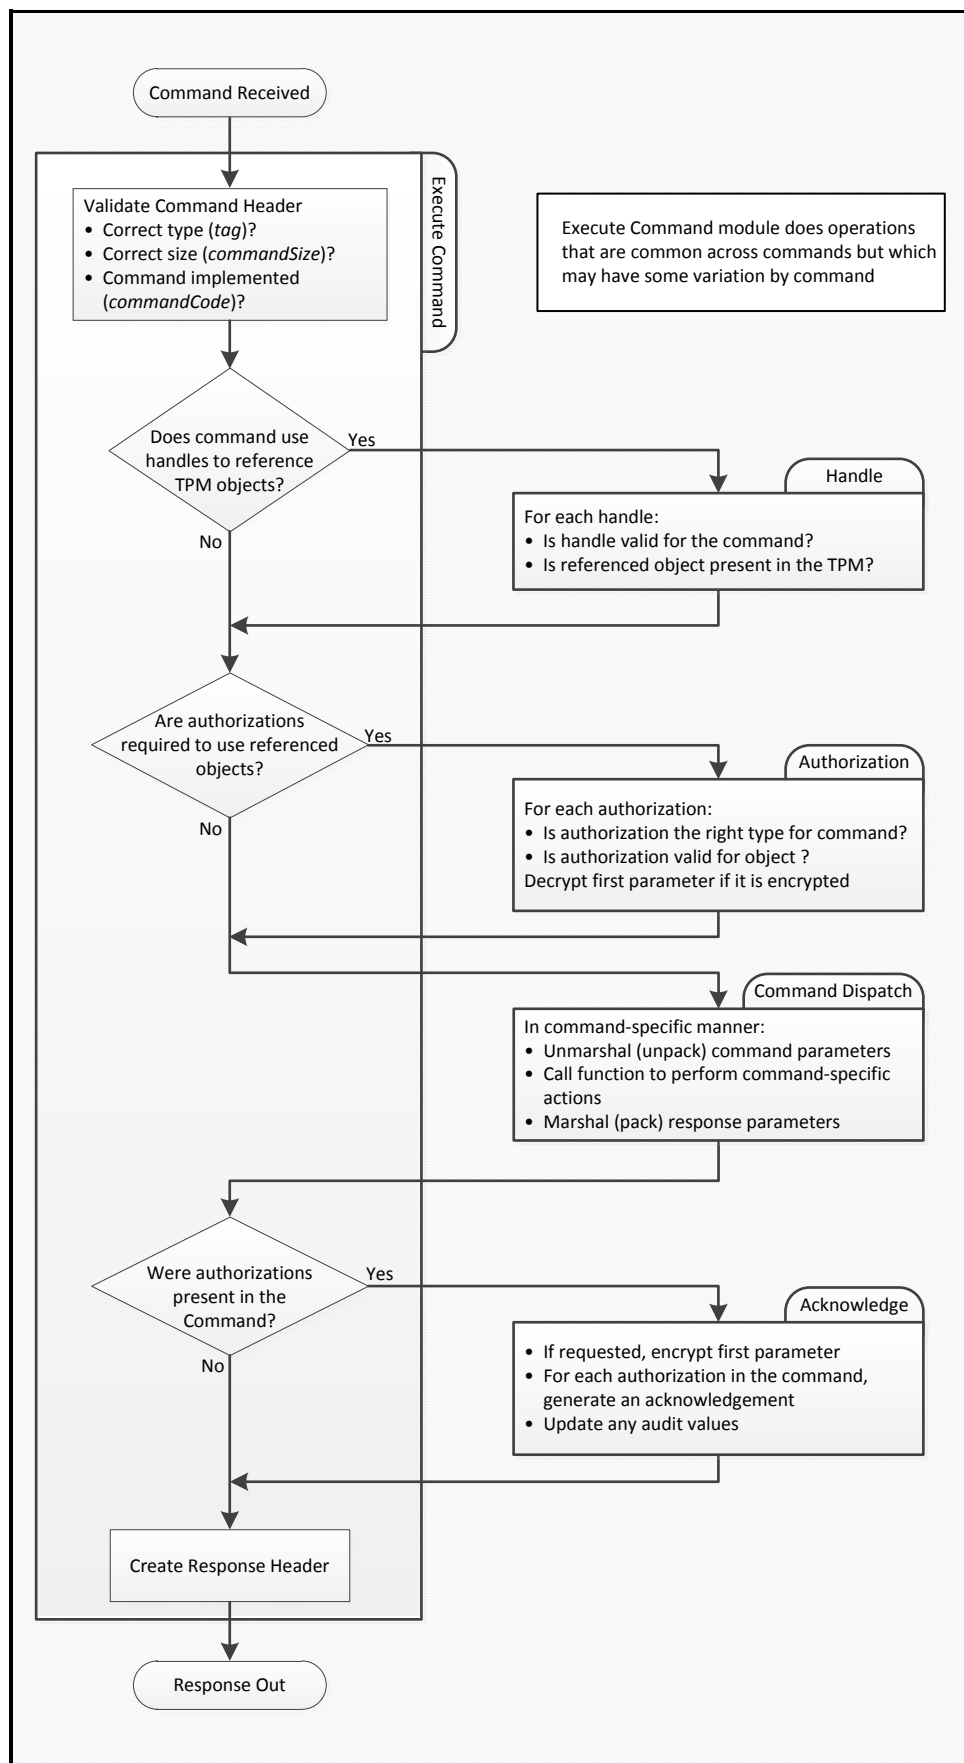 Command Received
Execute Command
Validate Command Header
• Correct type (tag)?
• Correct size (commandSize)?
• Command implemented
(commandCode)?
Execute Command module does operations
that are common across commands but which
may have some variation by command
Does command use
handles to reference
TPM objects?
Yes
No
Handle
For each handle:
• Is handle valid for the command?
• Is referenced object present in the TPM?
Are authorizations
required to use referenced
objects?
Yes
No
Authorization
For each authorization:
• Is authorization the right type for command?
• Is authorization valid for object ?
Decrypt first parameter if it is encrypted
Command Dispatch
In command-specific manner:
• Unmarshal (unpack) command parameters
• Call function to perform command-specific
actions
• Marshal (pack) response parameters
Were authorizations
present in the
Command?
Yes
No
Acknowledge
• If requested, encrypt first parameter
• For each authorization in the command,
generate an acknowledgement
• Update any audit values
Create Response Header
Response Out